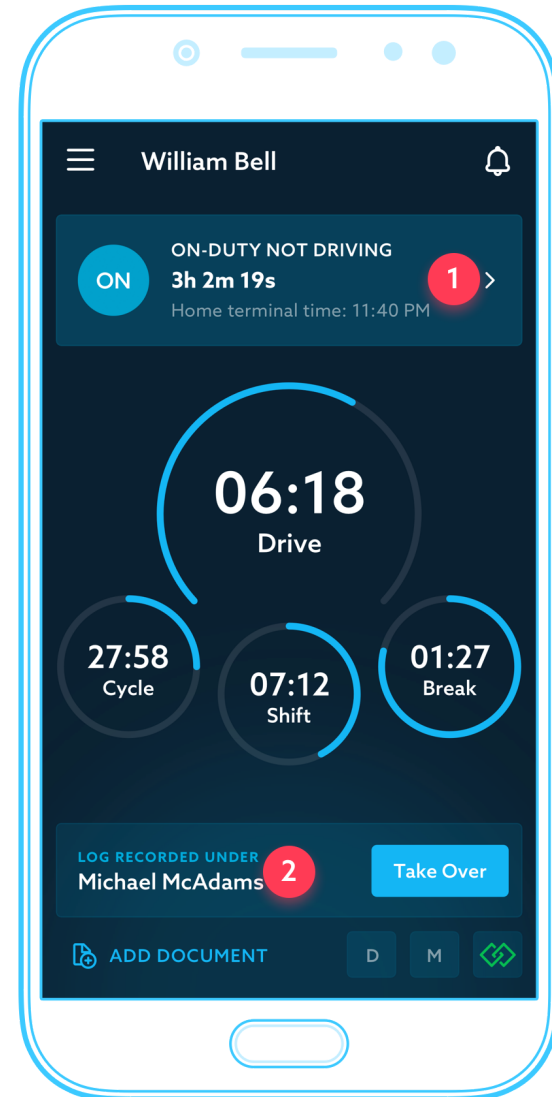 William Bell
ON
ON-DUTY NOT DRIVING
3h 2m 19s
Home terminal time: 11:40 PM
1
06:18
Drive
27:58
Cycle
07:12
Shift
01:27
Break
LOG RECORDED UNDER
Michael McAdams
2
Take Over
ADD DOCUMENT
D
M